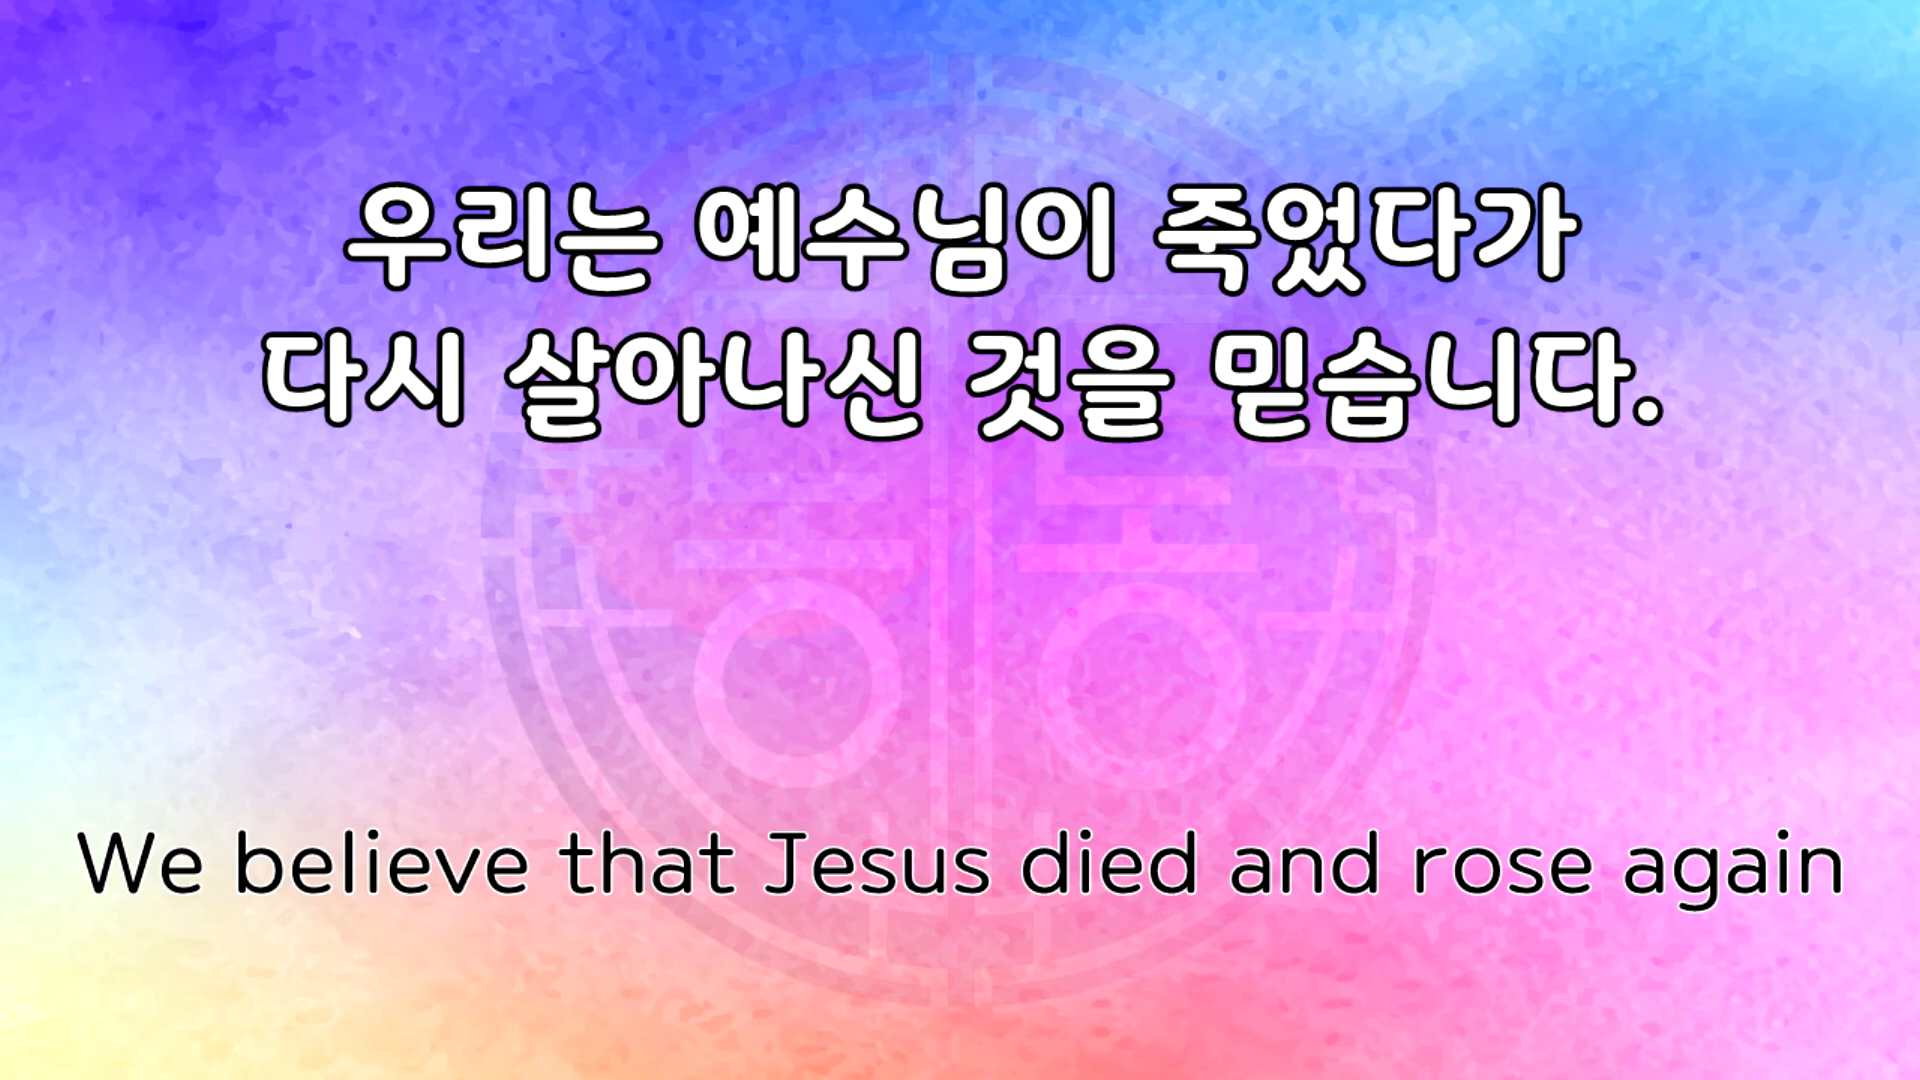 우리는 예수님이 죽었다가
다시 살아나신 것을 믿습니다.
We believe that Jesus died and rose again